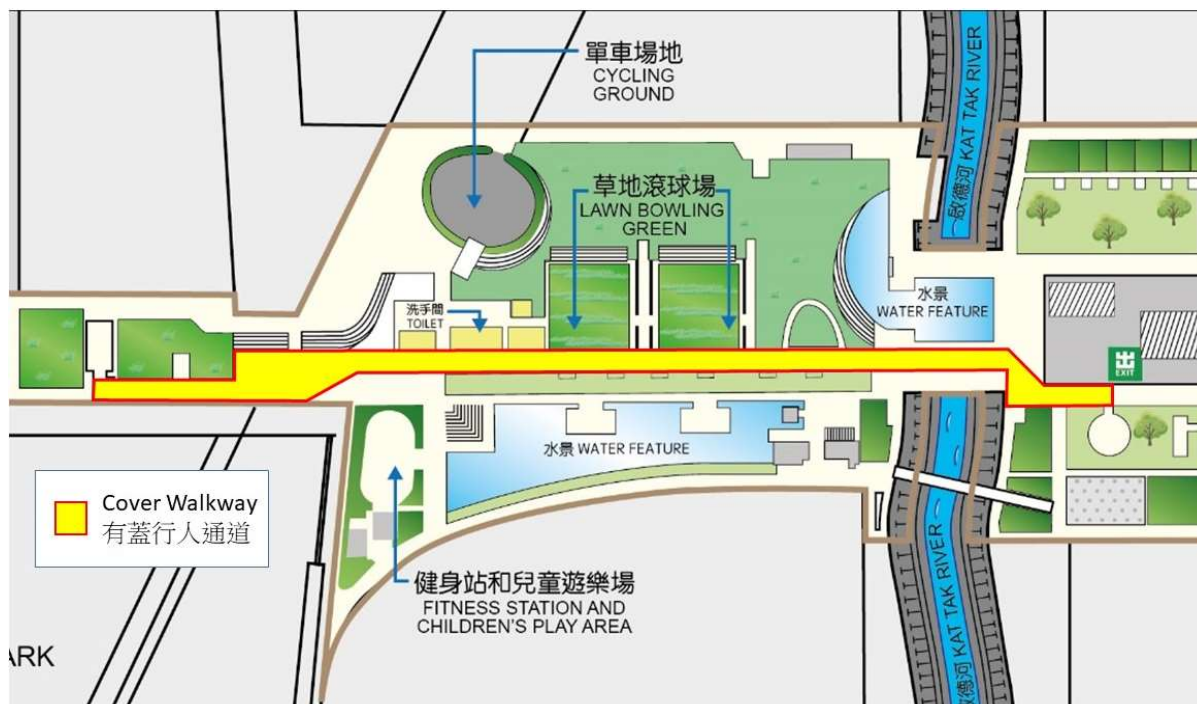 單車場地
CYCLING
GROUND
啟德河 KAT TAK RIVER
草地滾球場
LAWN BOWLING
GREEN
洗手間
TOILET
水景
WATER FEATURE
出
EXIT
水景 WATER FEATURE
Cover Walkway
有蓋行人通道
健身站和兒童遊樂場
FITNESS STATION AND
CHILDREN'S PLAY AREA
啟德河 KAT TAK RIVER
ARK